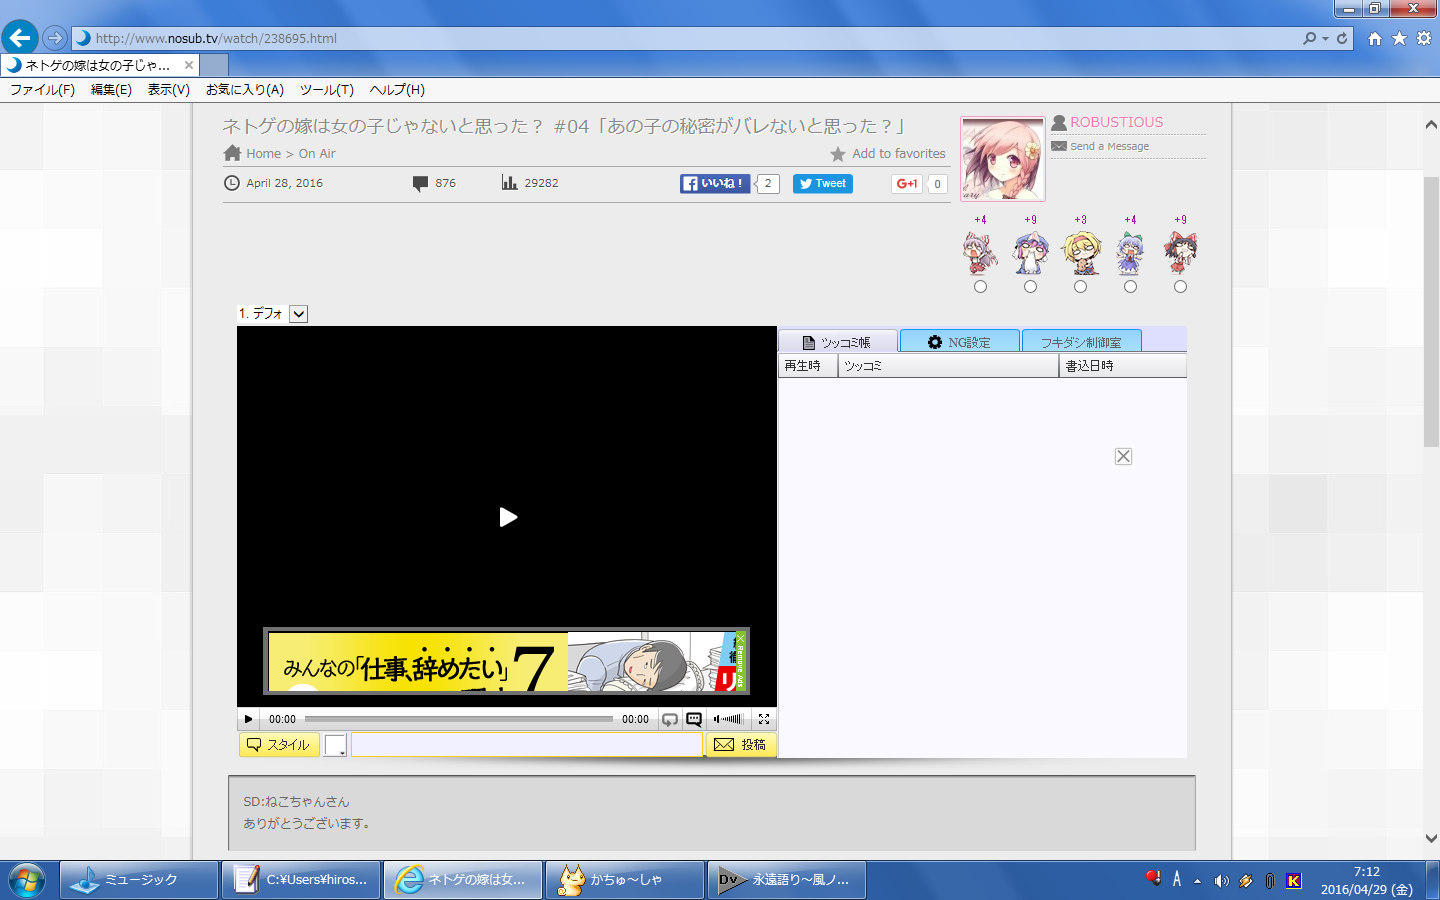 http://www.nosub.tv/watch/238695.html
ネトゲの嫁は女の子じゃ...
ファイル(F) 編集(E) 表示(V) お気に入り(A) ツール(T) ヘルプ(H)
ネトゲの嫁は女の子じゃないと思った？ #04「あの子の秘密がバレないと思った？」
Home > On Air
Add to favorites
April 28, 2016
876
29282
いいね！
2
Tweet
G+1
0
ROBUSTIOUS
Send a Message
+4 +9 +3 +4 +9
1. デフォ
ツッコミ帳
NG設定
フキダシ制御室
再生時
ツッコミ
書込日時
みんなの「仕事、辞めたい」7
Remove Ads
00:00
00:00
スタイル
投稿
SD:ねこちゃんさん
ありがとうございます。
ミュージック
C:¥Users¥hiros...
ネトゲの嫁は女...
かちゅ～しゃ
Dv
永遠語り～風ノ...
A
K
7:12
2016/04/29 (金)